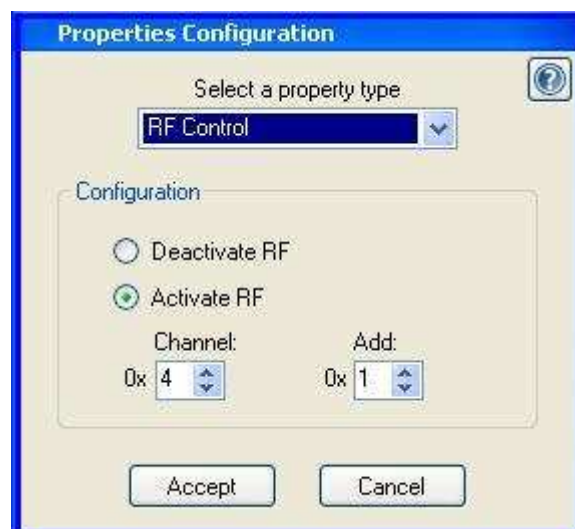 Properties Configuration
?
Select a property type
RF Control
Configuration
Deactivate RF
Activate RF
Channel: Add:
0x 4 0x 1
Accept Cancel